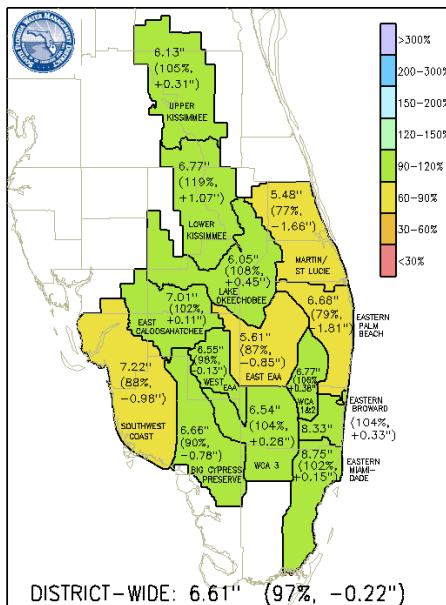 SOUTH FLORIDA WATER MANAGEMENT DISTRICT
>300%
200-300%
150-200%
120-150%
90-120%
60-90%
30-60%
<30%
6.13"
(105%,
+0.31")
UPPER
KISSIMMEE
6.77"
(119%,
+1.07")
LOWER
KISSIMMEE
5.48"
(77%,
-1.66")
MARTIN/
ST LUCIE
6.05"
(108%,
+0.45")
LAKE
OKEECHOBEE
7.01"
(102%,
+0.11")
EAST
CALOOSAHATCHEE
6.68"
(79%,
-1.81")
EASTERN
PALM
BEACH
5.61"
(87%,
-0.85")
EAST EAA
6.55"
(98%,
-0.13")
WEST
EAA
6.77"
(106%,
+0.38")
WCA
1&2
7.22"
(88%,
-0.98")
SOUTHWEST
COAST
6.66"
(90%,
-0.78")
BIG CYPRESS
PRESERVE
6.54"
(104%,
+0.28")
WCA 3
8.33"
EASTERN
BROWARD
(104%,
+0.33")
8.75"
(102%,
+0.15")
EASTERN
MIAMI-
DADE
DISTRICT-WIDE: 6.61" (97%, -0.22")